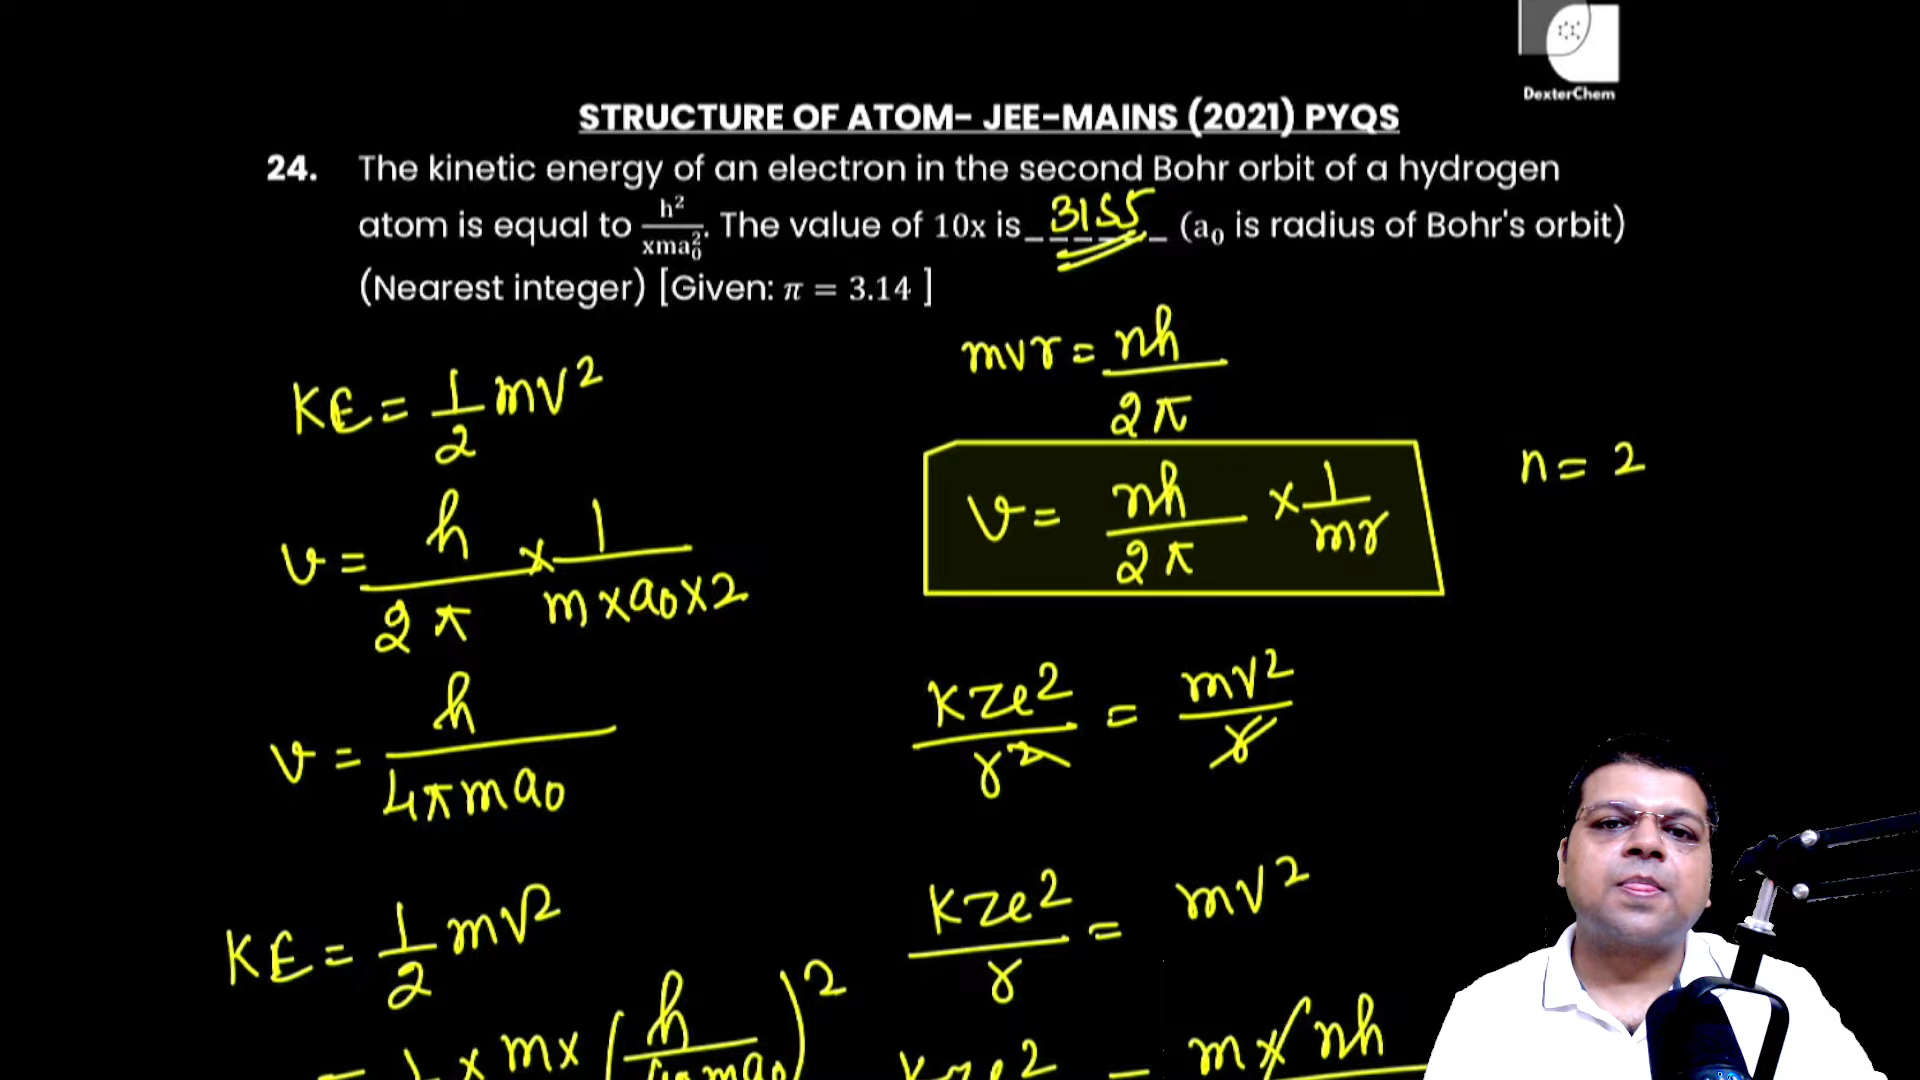 DexterChem
STRUCTURE OF ATOM- JEE-MAINS (2021) PYQS
24. The kinetic energy of an electron in the second Bohr orbit of a hydrogen
atom is equal to h²/xma₀². The value of 10x is _3155_ (a₀ is radius of Bohr's orbit)
(Nearest integer) [Given: π = 3.14 ]
KE = 1/2 mv²
v = h/2π × 1/m×a₀×2
v = h/4πma₀
KE = 1/2 mv²
mvr = nh/2π
v = nh/2π × 1/mr
n = 2
kze²/r² = mv²/r
kze²/r = mv²